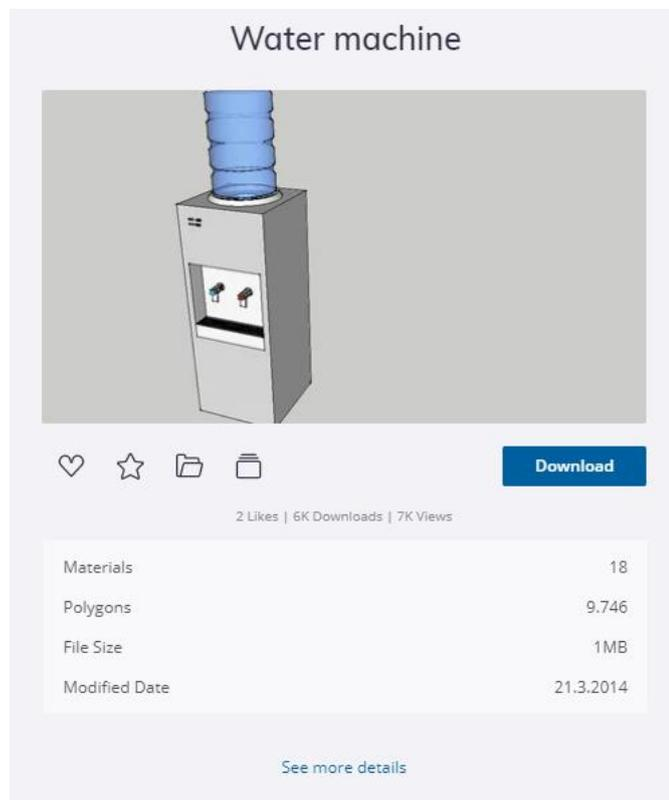 Water machine
Download
2 Likes | 6K Downloads | 7K Views
Materials 18
Polygons 9.746
File Size 1MB
Modified Date 21.3.2014
See more details